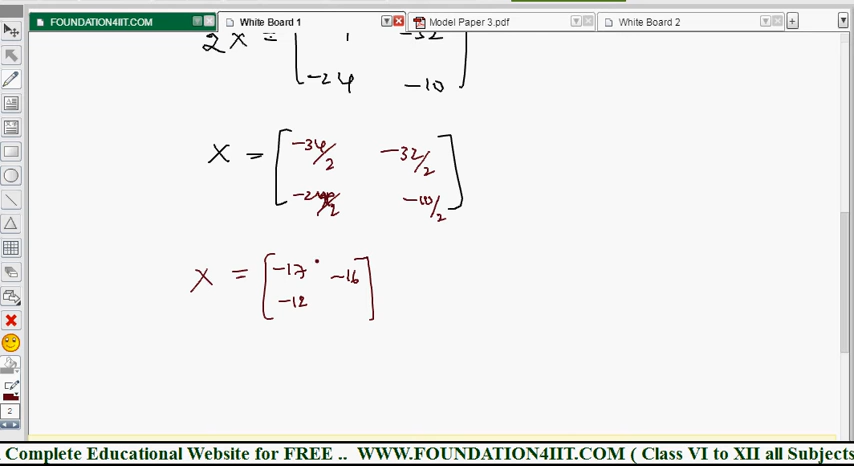 FOUNDATION4IIT.COM White Board 1 Model Paper 3.pdf White Board 2 +
2X = [ -32
-24 -10 ]
X = [ -34/2 -32/2
-24/2 -10/2 ]
X = [ -17 -16
-12 ]
2
Complete Educational Website for FREE .. WWW.FOUNDATION4IIT.COM ( Class VI to XII all Subjects